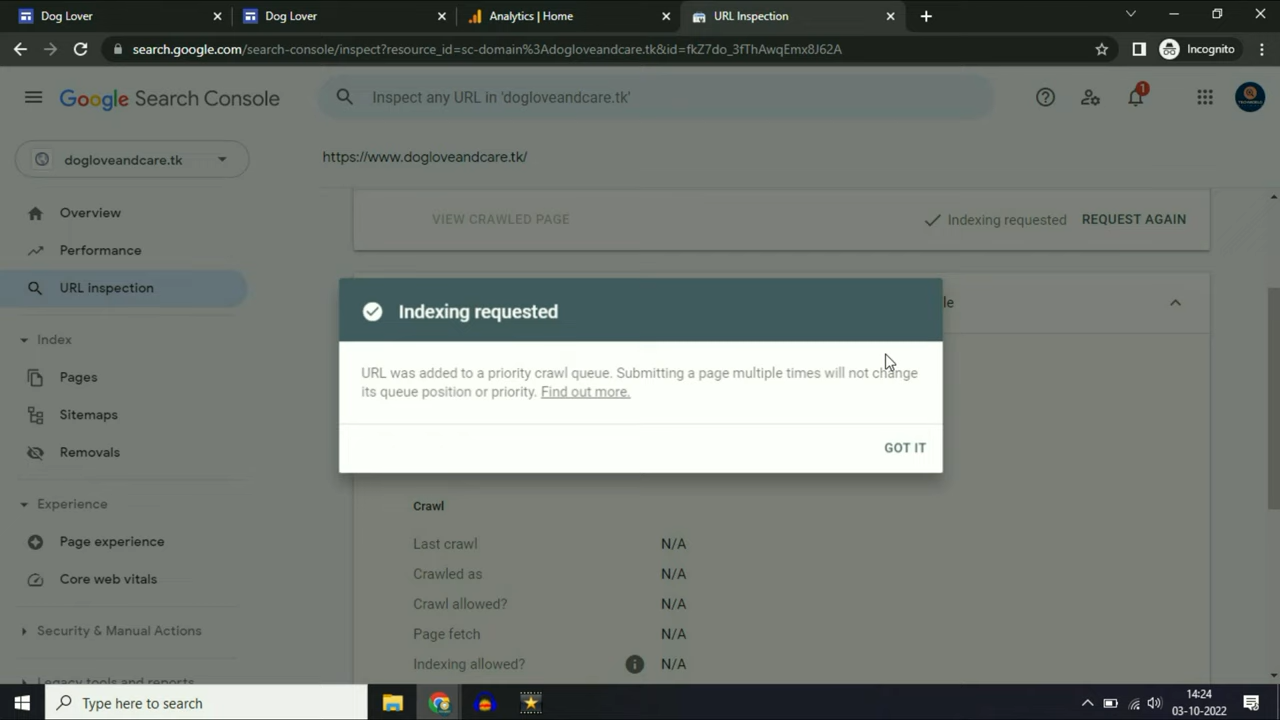 Dog Lover
Dog Lover
Analytics | Home
URL Inspection
search.google.com/search-console/inspect?resource_id=sc-domain%3Adogloveandcare.tk&id=fkZ7do_3fThAwqEmx8J62A
Incognito
Google Search Console
Inspect any URL in 'dogloveandcare.tk'
1
dogloveandcare.tk
https://www.dogloveandcare.tk/
Overview
Performance
URL inspection
Index
Pages
Sitemaps
Removals
Experience
Page experience
Core web vitals
Security & Manual Actions
Legacy tools and reports
VIEW CRAWLED PAGE
Indexing requested
REQUEST AGAIN
Indexing requested
URL was added to a priority crawl queue. Submitting a page multiple times will not change
its queue position or priority. Find out more.
GOT IT
Crawl
Last crawl N/A
Crawled as N/A
Crawl allowed? N/A
Page fetch N/A
Indexing allowed? N/A
Type here to search
14:24
03-10-2022